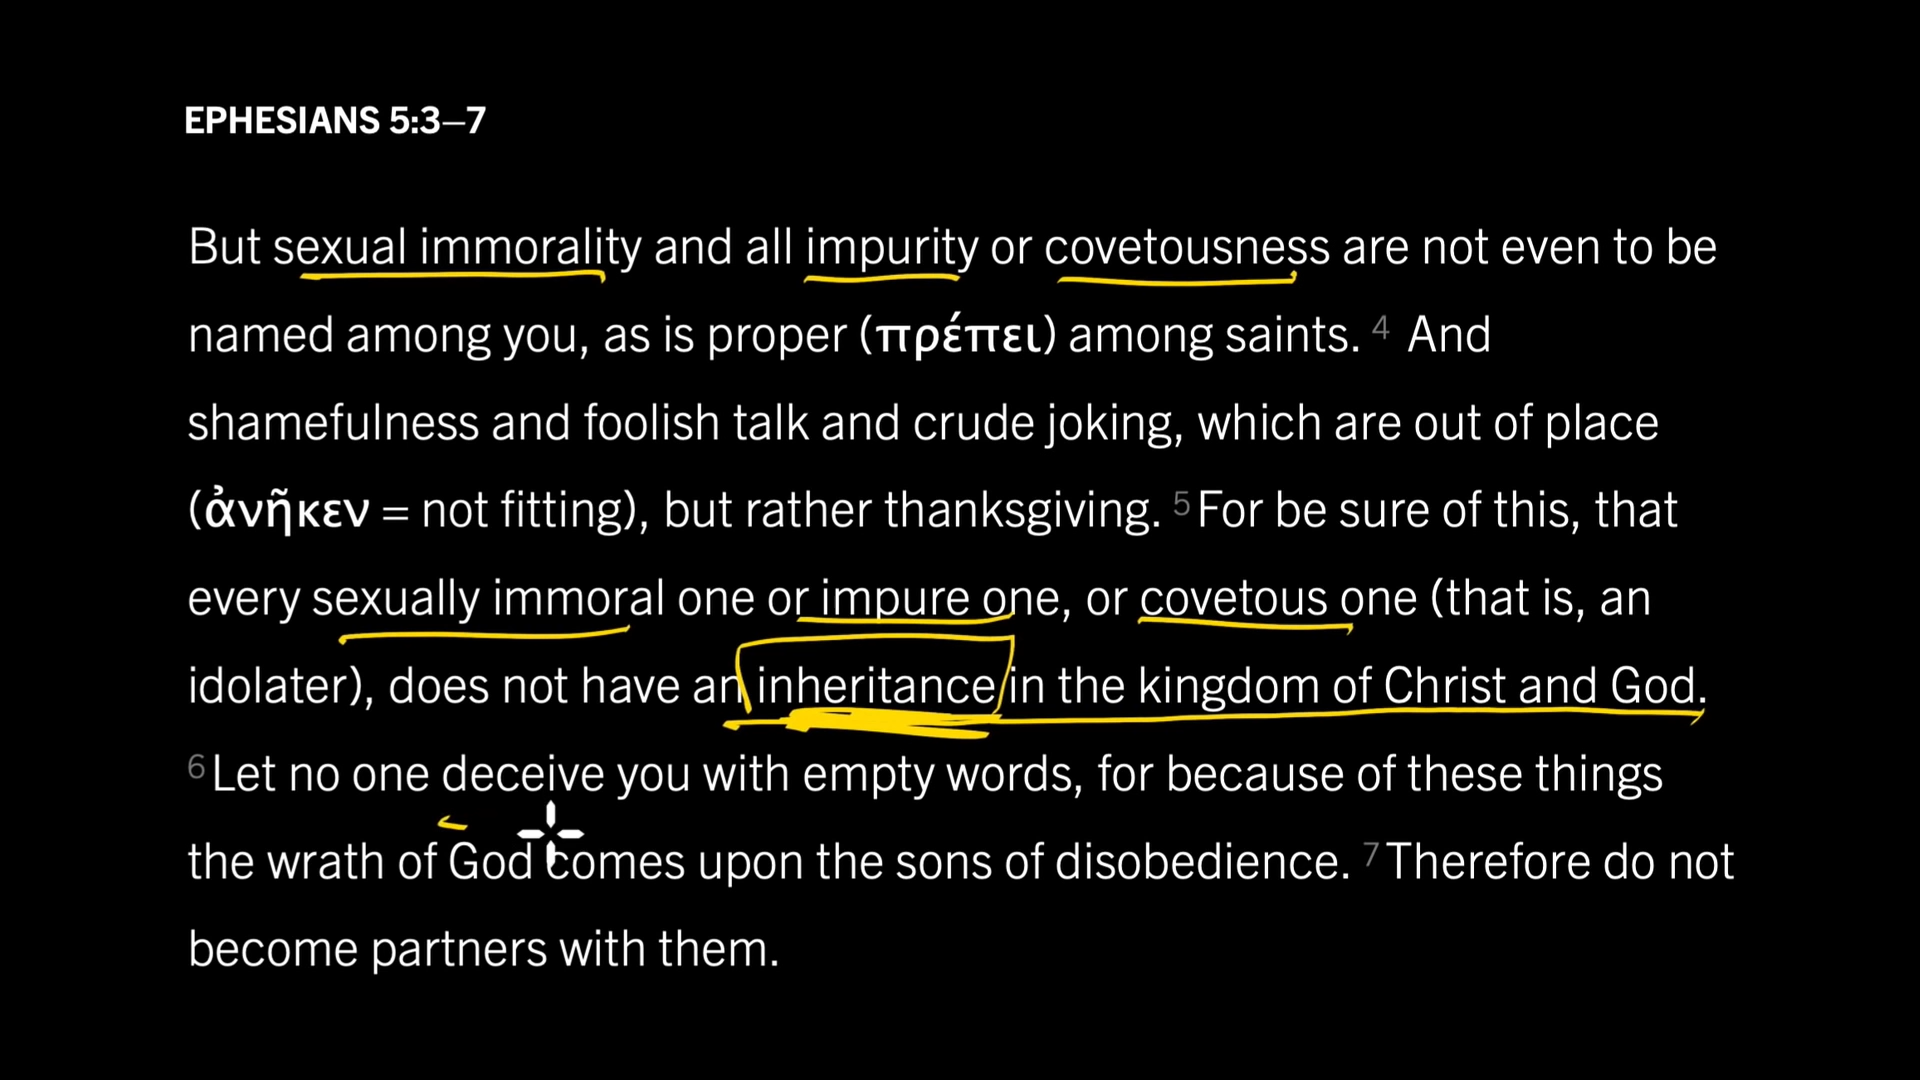 EPHESIANS 5:3–7
But sexual immorality and all impurity or covetousness are not even to be
named among you, as is proper (πρέπει) among saints. 4 And
shamefulness and foolish talk and crude joking, which are out of place
(ἀνῆκεν = not fitting), but rather thanksgiving. 5 For be sure of this, that
every sexually immoral one or impure one, or covetous one (that is, an
idolater), does not have an inheritance in the kingdom of Christ and God.
6 Let no one deceive you with empty words, for because of these things
the wrath of God comes upon the sons of disobedience. 7 Therefore do not
become partners with them.